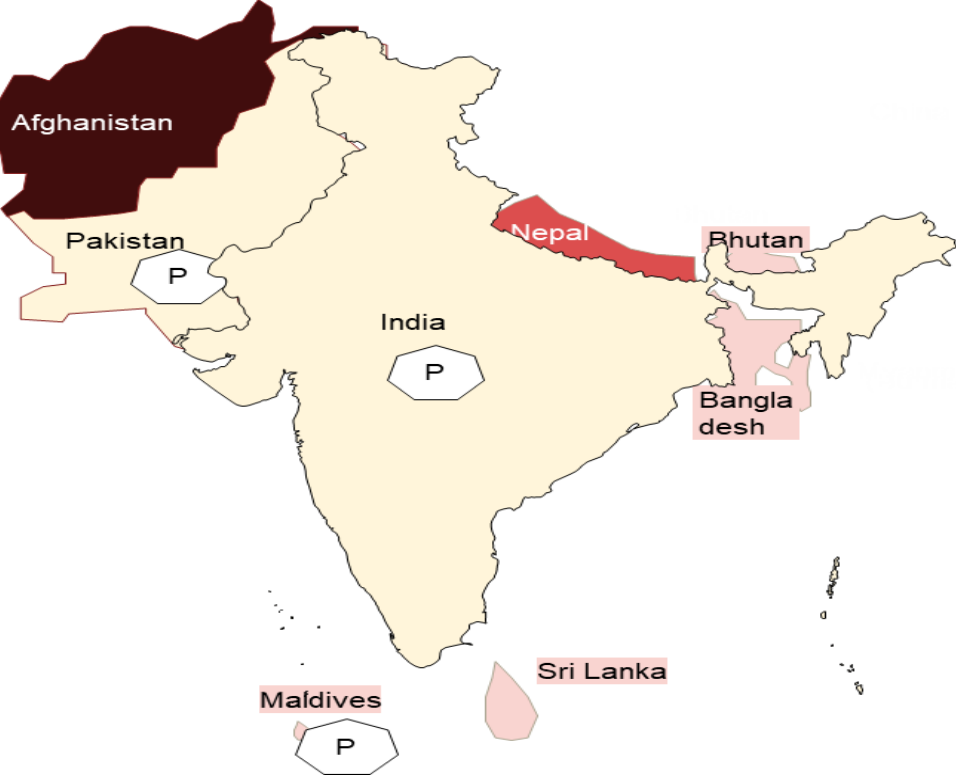 Afghanistan
Pakistan
P
Nepal
Bhutan
India
P
Bangla
desh
Sri Lanka
Maldives
P